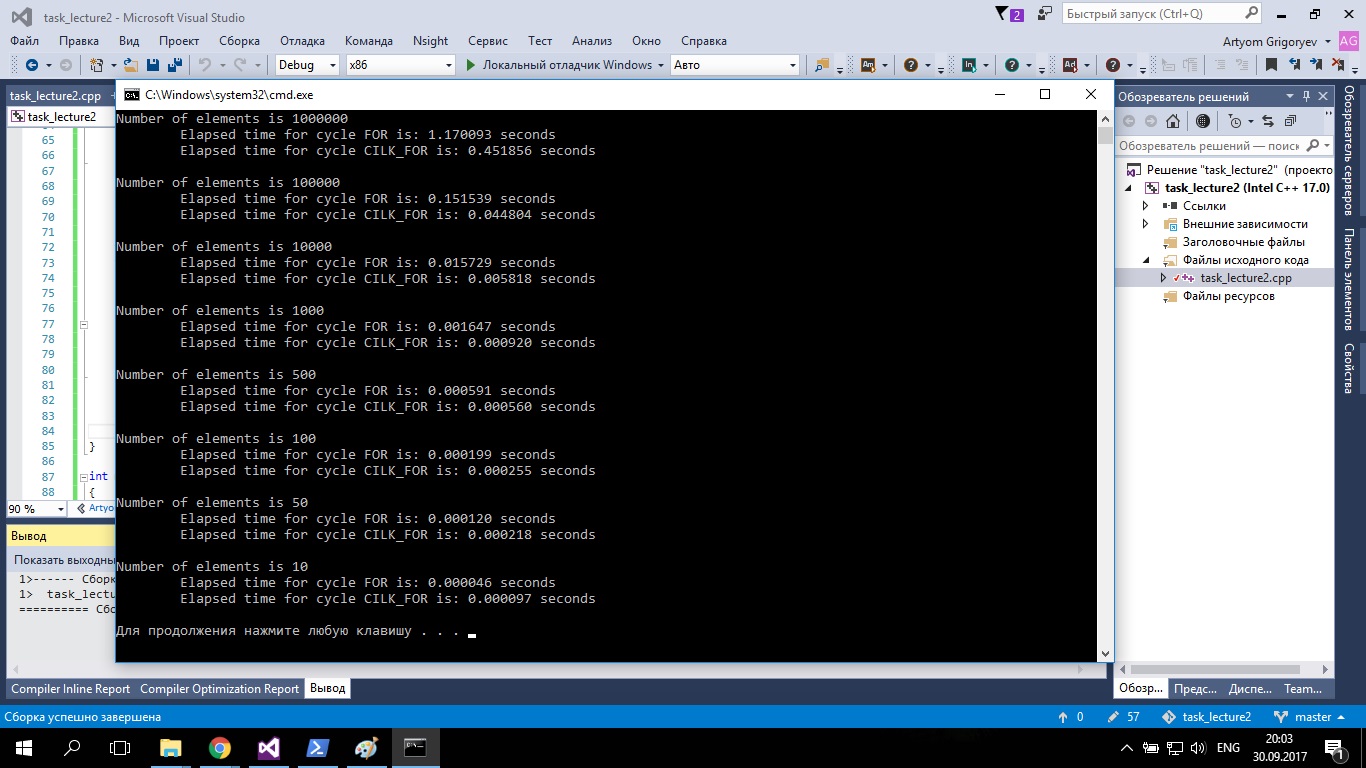 task_lecture2 - Microsoft Visual Studio
2
Быстрый запуск (Ctrl+Q)
Файл Правка Вид Проект Сборка Отладка Команда Nsight Сервис Тест Анализ Окно Справка
Artyom Grigoryev AG
Debug x86 Локальный отладчик Windows Авто
task_lecture2.cpp
task_lecture2
C:\Windows\system32\cmd.exe
Number of elements is 1000000
Elapsed time for cycle FOR is: 1.170093 seconds
Elapsed time for cycle CILK_FOR is: 0.451856 seconds
Number of elements is 100000
Elapsed time for cycle FOR is: 0.151539 seconds
Elapsed time for cycle CILK_FOR is: 0.044804 seconds
Number of elements is 10000
Elapsed time for cycle FOR is: 0.015729 seconds
Elapsed time for cycle CILK_FOR is: 0.005818 seconds
Number of elements is 1000
Elapsed time for cycle FOR is: 0.001647 seconds
Elapsed time for cycle CILK_FOR is: 0.000920 seconds
Number of elements is 500
Elapsed time for cycle FOR is: 0.000591 seconds
Elapsed time for cycle CILK_FOR is: 0.000560 seconds
Number of elements is 100
Elapsed time for cycle FOR is: 0.000199 seconds
Elapsed time for cycle CILK_FOR is: 0.000255 seconds
Number of elements is 50
Elapsed time for cycle FOR is: 0.000120 seconds
Elapsed time for cycle CILK_FOR is: 0.000218 seconds
Number of elements is 10
Elapsed time for cycle FOR is: 0.000046 seconds
Elapsed time for cycle CILK_FOR is: 0.000097 seconds
Для продолжения нажмите любую клавишу . . .
65
66
67
68
69
70
71
72
73
74
75
76
77
78
79
80
81
82
83
84
85 }
86
87 int
88 {
90 % Artyo
Вывод
Показать выходны
1>------ Сборк
1> task_lectu
========== Сбо
Compiler Inline Report Compiler Optimization Report Вывод
Обозреватель решений
Обозреватель решений — поиск
Решение "task_lecture2" (проекто
task_lecture2 (Intel C++ 17.0)
Ссылки
Внешние зависимости
Заголовочные файлы
Файлы исходного кода
task_lecture2.cpp
Файлы ресурсов
Обозр... Предс... Диспе... Team...
Обозреватель серверов
Панель элементов
Свойства
Сборка успешно завершена
0 57 task_lecture2 master
ENG
20:03
30.09.2017
1